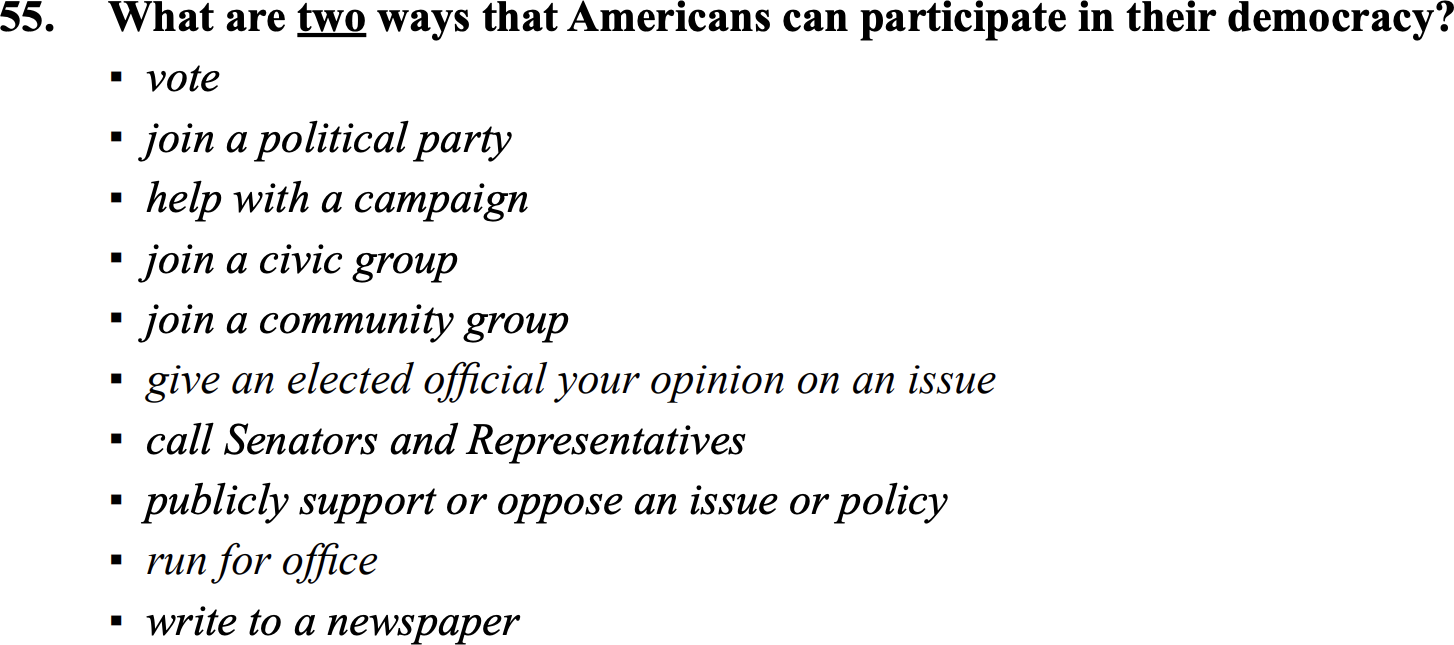 55. What are two ways that Americans can participate in their democracy?
▪ vote
▪ join a political party
▪ help with a campaign
▪ join a civic group
▪ join a community group
▪ give an elected official your opinion on an issue
▪ call Senators and Representatives
▪ publicly support or oppose an issue or policy
▪ run for office
▪ write to a newspaper